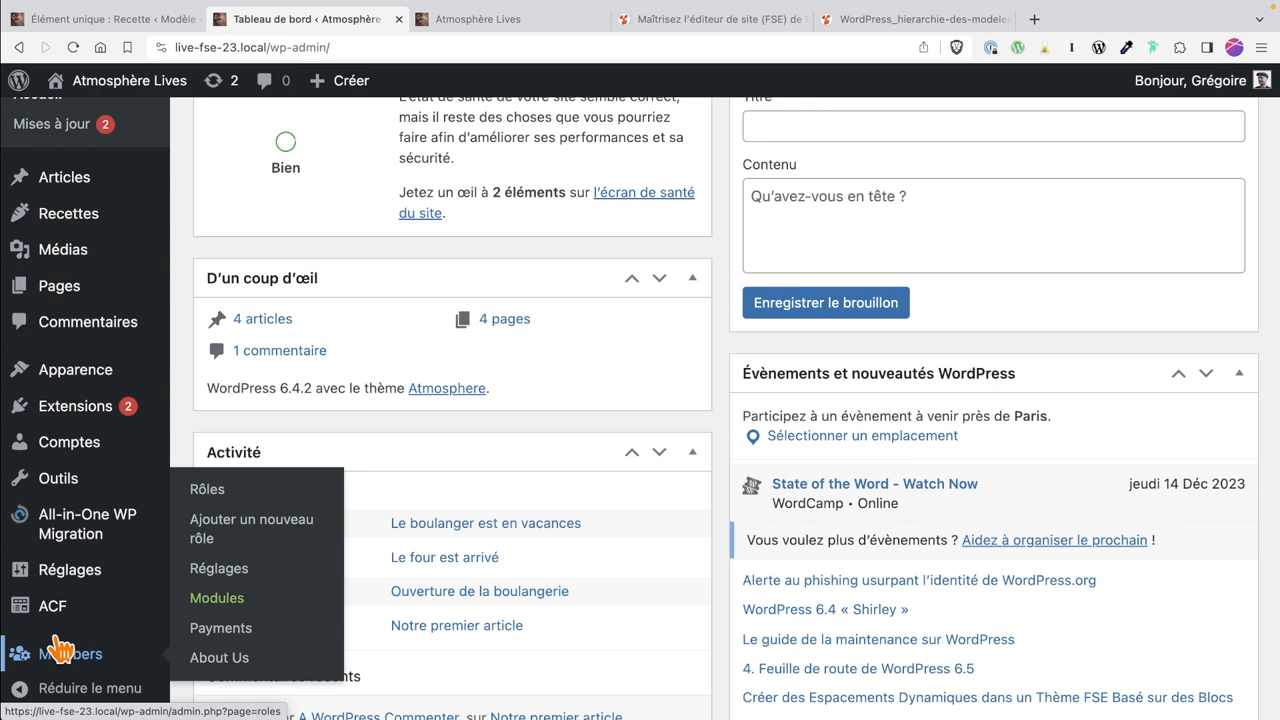 Élément unique : Recette ‹ Modèle
Tableau de bord ‹ Atmosphère
Atmosphère Lives
Maîtrisez l'éditeur de site (FSE) de
WordPress_hierarchie-des-modeles
live-fse-23.local/wp-admin/
Atmosphère Lives
2
0
Créer
Bonjour, Grégoire
Accueil
Mises à jour 2
Articles
Recettes
Médias
Pages
Commentaires
Apparence
Extensions 2
Comptes
Outils
All-in-One WP
Migration
Réglages
ACF
Réduire le menu
Rôles
Ajouter un nouveau
rôle
Réglages
Modules
Payments
About Us
https://live-fse-23.local/wp-admin/admin.php?page=roles
Bien
L'état de santé de votre site semble correct,
mais il reste des choses que vous pourriez
faire afin d'améliorer ses performances et sa
sécurité.
Jetez un œil à 2 éléments sur l'écran de santé
du site.
D'un coup d'œil
4 articles
4 pages
1 commentaire
WordPress 6.4.2 avec le thème Atmosphere.
Activité
Le boulanger est en vacances
Le four est arrivé
Ouverture de la boulangerie
Notre premier article
Commentaires récents
A WordPress Commenter, sur Notre premier article
Titre
Contenu
Qu'avez-vous en tête ?
Enregistrer le brouillon
Évènements et nouveautés WordPress
Participez à un évènement à venir près de Paris.
Sélectionner un emplacement
State of the Word - Watch Now
jeudi 14 Déc 2023
WordCamp • Online
Vous voulez plus d'évènements ? Aidez à organiser le prochain !
Alerte au phishing usurpant l'identité de WordPress.org
WordPress 6.4 « Shirley »
Le guide de la maintenance sur WordPress
4. Feuille de route de WordPress 6.5
Créer des Espacements Dynamiques dans un Thème FSE Basé sur des Blocs